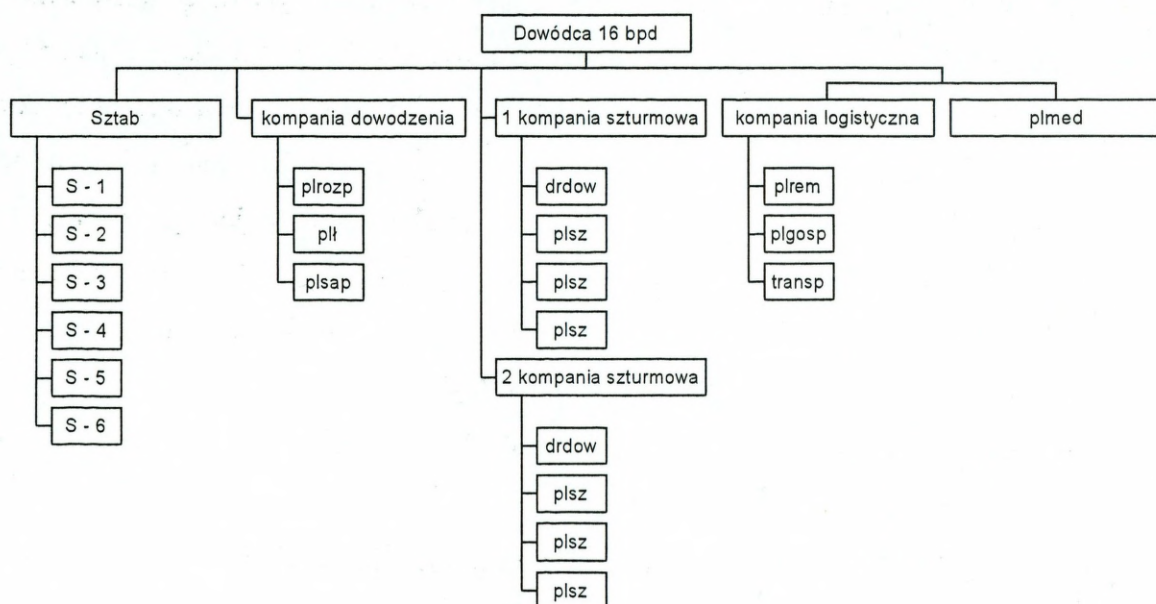 Dowódca 16 bpd
Sztab
S - 1
S - 2
S - 3
S - 4
S - 5
S - 6
kompania dowodzenia
plrozp
plł
plsap
1 kompania szturmowa
drdow
plsz
plsz
plsz
2 kompania szturmowa
drdow
plsz
plsz
plsz
kompania logistyczna
plrem
plgosp
transp
plmed